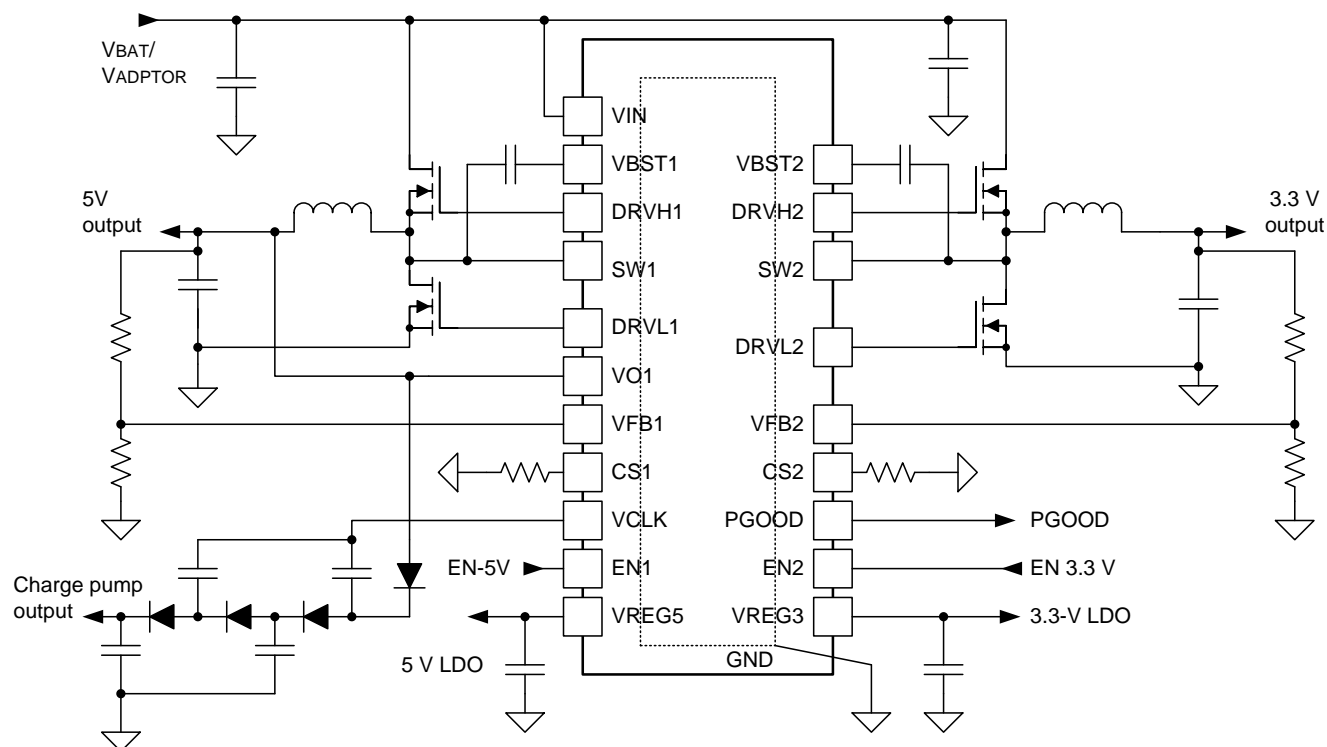 VBAT/
VADPTOR
VIN
VBST1
VBST2
5V
output
DRVH1
DRVH2
3.3 V
output
SW1
SW2
DRVL1
DRVL2
VO1
VFB1
VFB2
CS1
CS2
VCLK
PGOOD
PGOOD
EN-5V
EN1
EN2
EN 3.3 V
Charge pump
output
VREG5
VREG3
3.3-V LDO
5 V LDO
GND